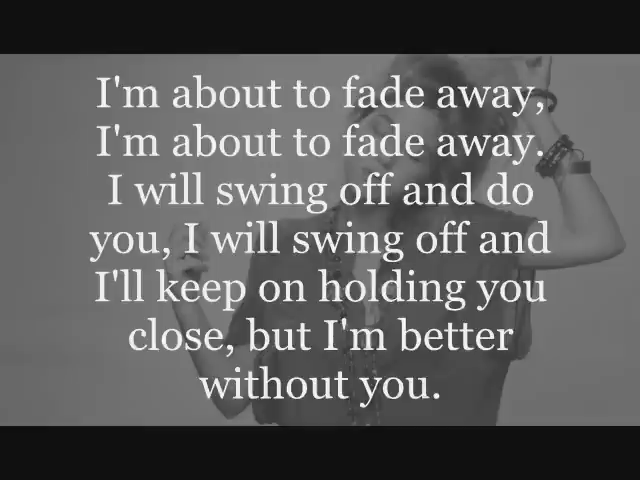 I'm about to fade away,
I'm about to fade away.
I will swing off and do
you, I will swing off and
I'll keep on holding you
close, but I'm better
without you.